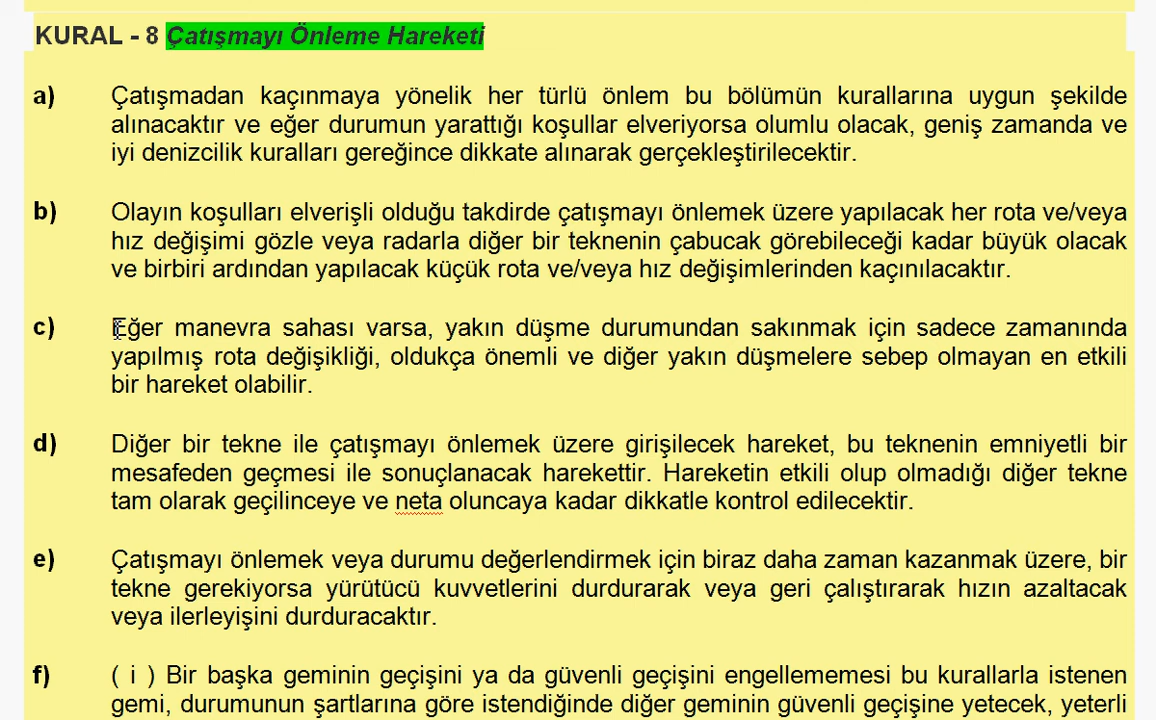 KURAL - 8 Çatışmayı Önleme Hareketi
a) Çatışmadan kaçınmaya yönelik her türlü önlem bu bölümün kurallarına uygun şekilde
alınacaktır ve eğer durumun yarattığı koşullar elveriyorsa olumlu olacak, geniş zamanda ve
iyi denizcilik kuralları gereğince dikkate alınarak gerçekleştirilecektir.
b) Olayın koşulları elverişli olduğu takdirde çatışmayı önlemek üzere yapılacak her rota ve/veya
hız değişimi gözle veya radarla diğer bir teknenin çabucak görebileceği kadar büyük olacak
ve birbiri ardından yapılacak küçük rota ve/veya hız değişimlerinden kaçınılacaktır.
c) Eğer manevra sahası varsa, yakın düşme durumundan sakınmak için sadece zamanında
yapılmış rota değişikliği, oldukça önemli ve diğer yakın düşmelere sebep olmayan en etkili
bir hareket olabilir.
d) Diğer bir tekne ile çatışmayı önlemek üzere girişilecek hareket, bu teknenin emniyetli bir
mesafeden geçmesi ile sonuçlanacak harekettir. Hareketin etkili olup olmadığı diğer tekne
tam olarak geçilinceye ve neta oluncaya kadar dikkatle kontrol edilecektir.
e) Çatışmayı önlemek veya durumu değerlendirmek için biraz daha zaman kazanmak üzere, bir
tekne gerekiyorsa yürütücü kuvvetlerini durdurarak veya geri çalıştırarak hızın azaltacak
veya ilerleyişini durduracaktır.
f) ( i ) Bir başka geminin geçişini ya da güvenli geçişini engellememesi bu kurallarla istenen
gemi, durumunun şartlarına göre istendiğinde diğer geminin güvenli geçişine yetecek, yeterli